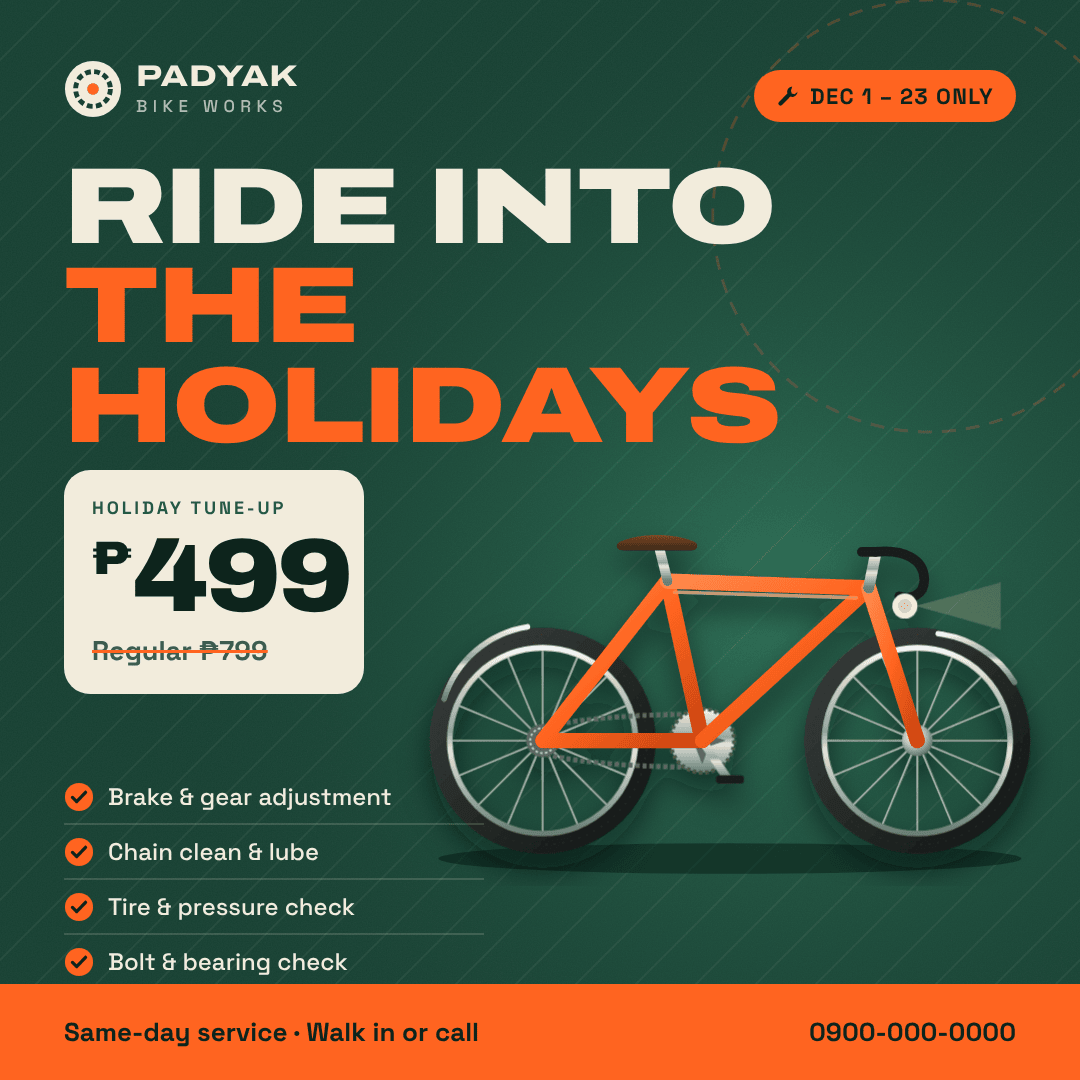 PADYAK
BIKE WORKS
DEC 1 – 23 ONLY
RIDE INTO
THE
HOLIDAYS
HOLIDAY TUNE-UP
₱499
Regular ₱799
Brake & gear adjustment
Chain clean & lube
Tire & pressure check
Bolt & bearing check
Same-day service · Walk in or call
0900-000-0000